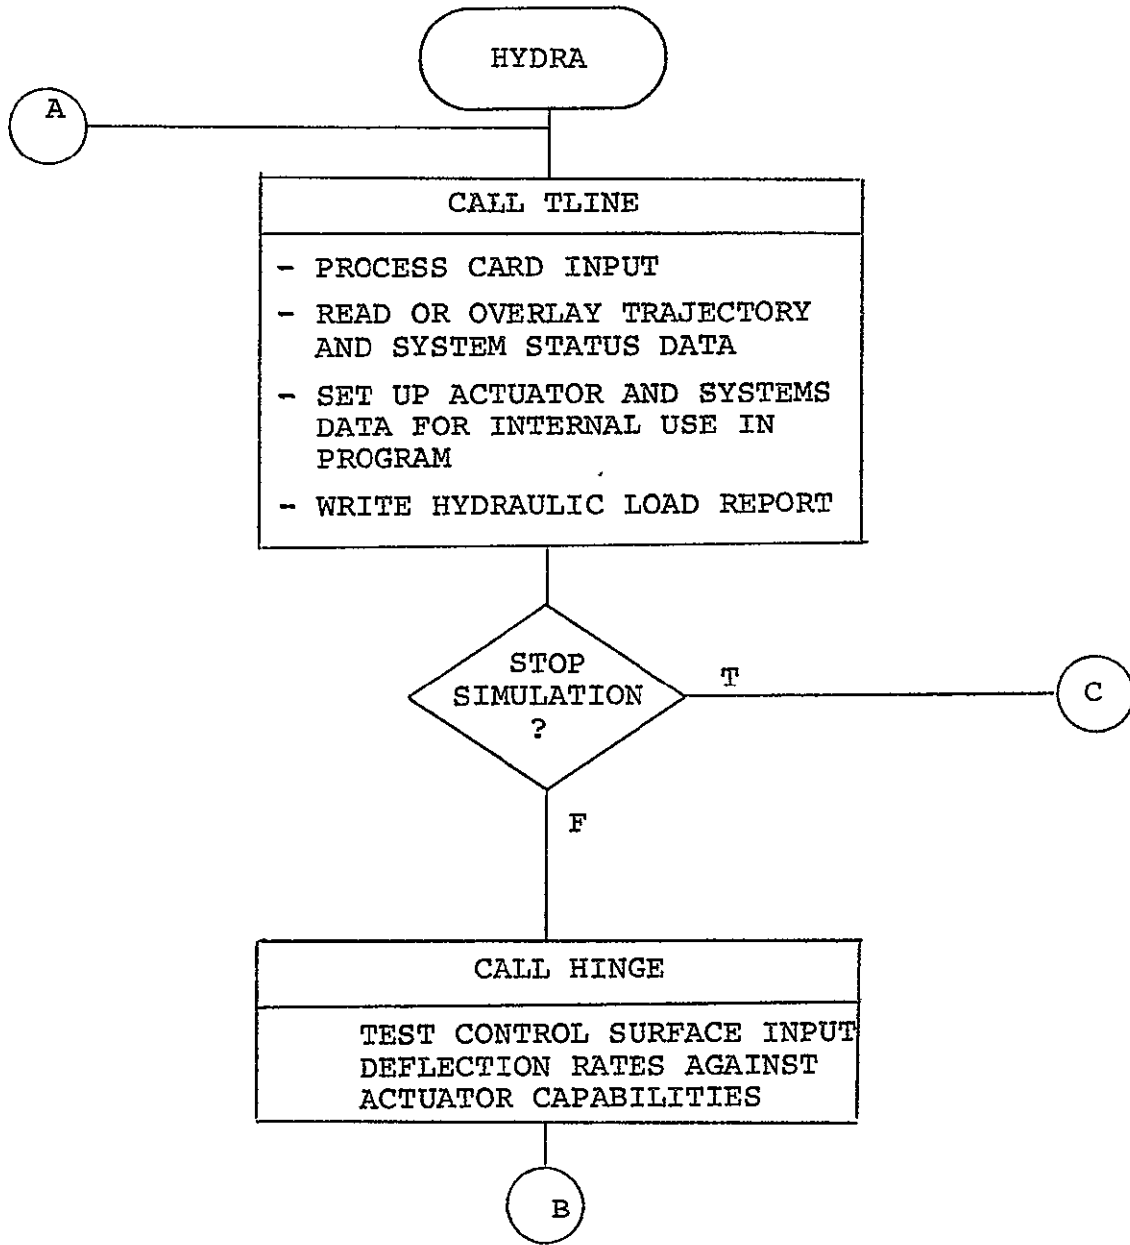 HYDRA
A
CALL TLINE
- PROCESS CARD INPUT
- READ OR OVERLAY TRAJECTORY
AND SYSTEM STATUS DATA
- SET UP ACTUATOR AND SYSTEMS
DATA FOR INTERNAL USE IN
PROGRAM
- WRITE HYDRAULIC LOAD REPORT
STOP
SIMULATION
?
T
C
F
CALL HINGE
TEST CONTROL SURFACE INPUT
DEFLECTION RATES AGAINST
ACTUATOR CAPABILITIES
B